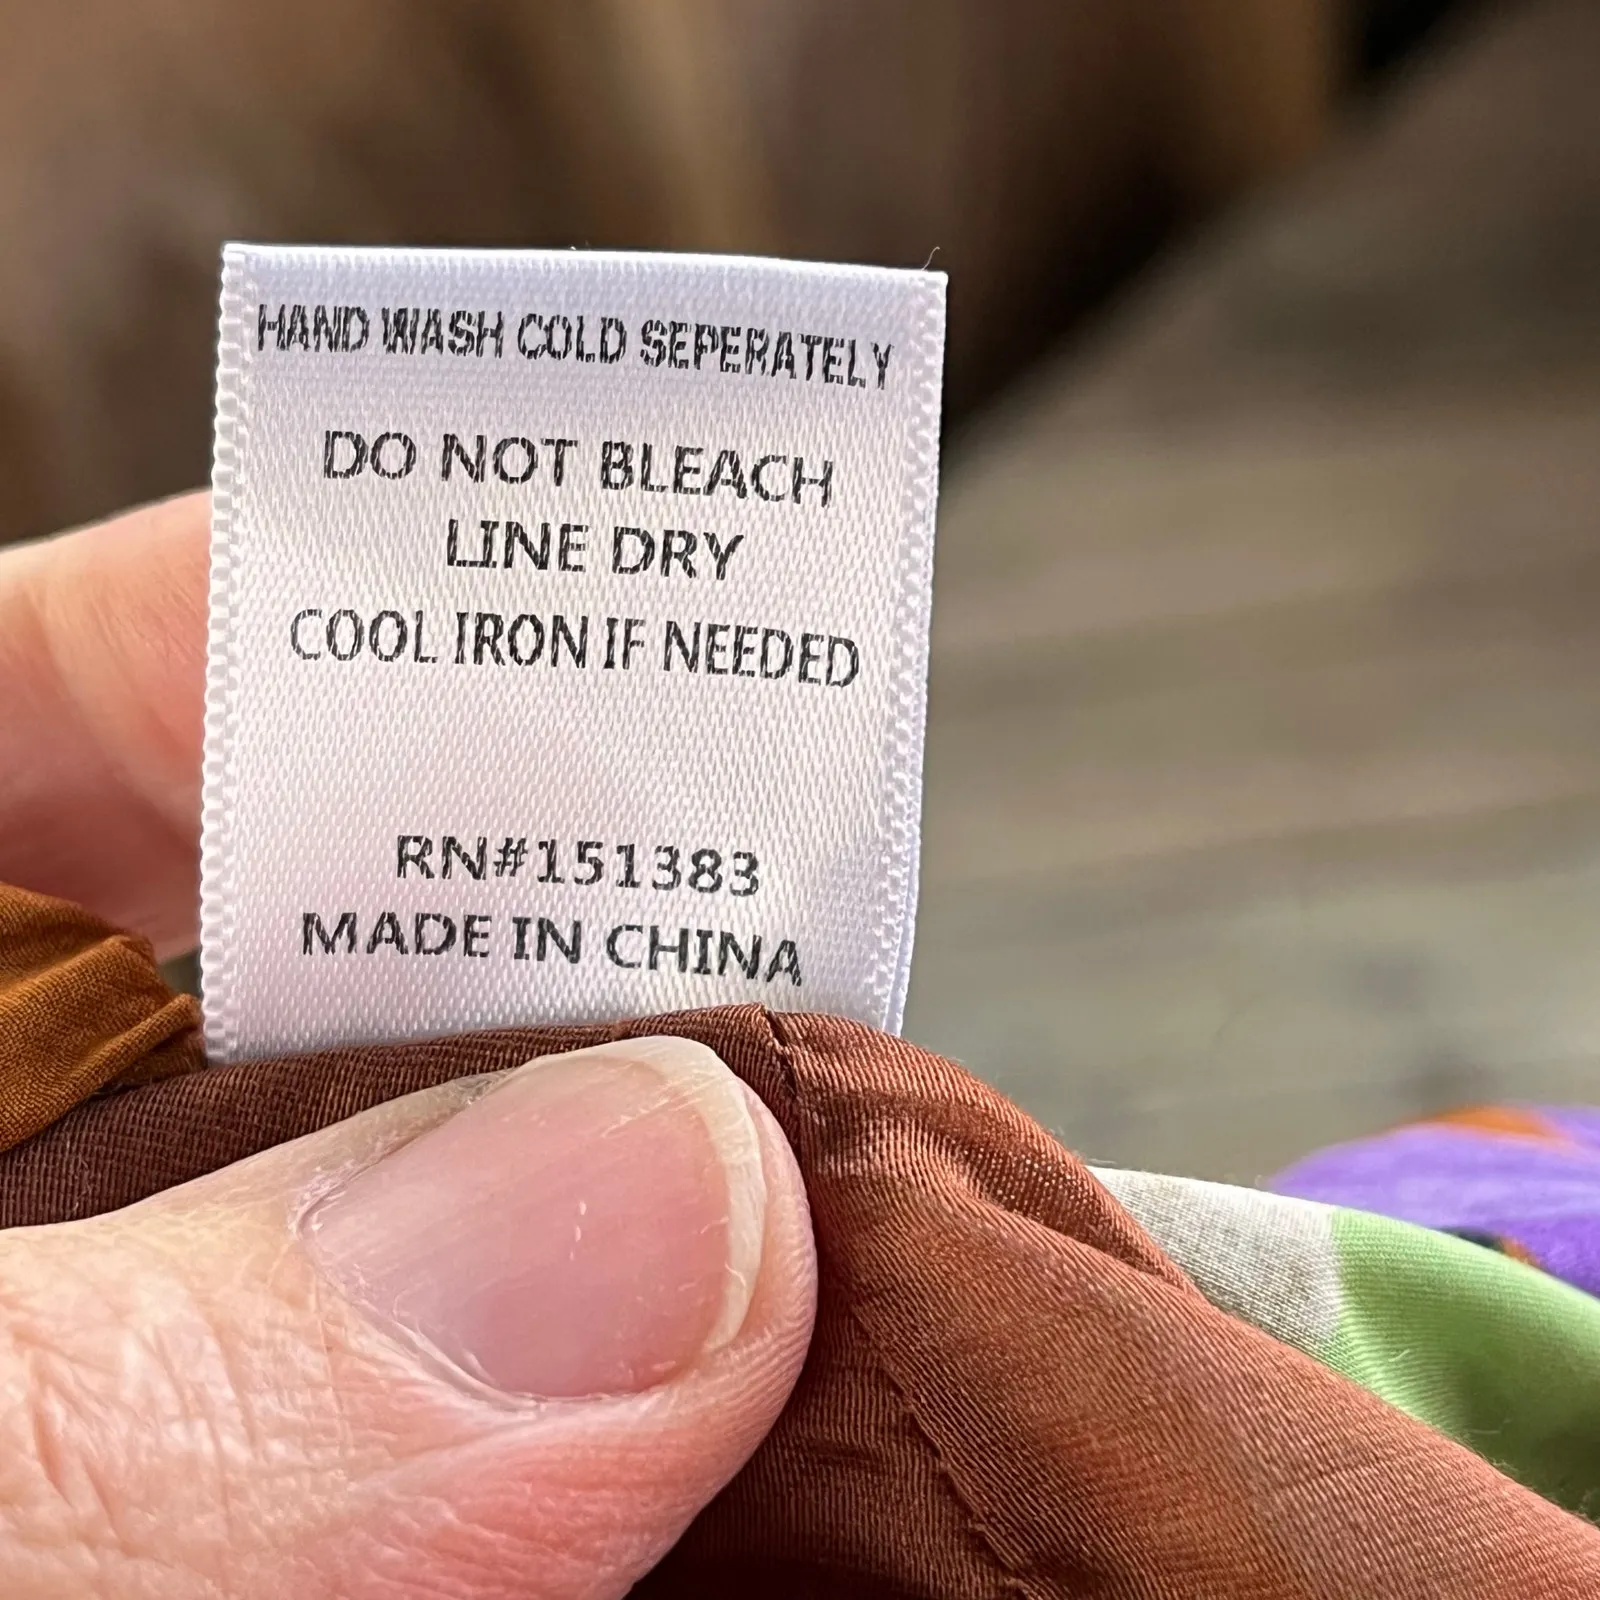 HAND WASH COLD SEPERATELY
DO NOT BLEACH
LINE DRY
COOL IRON IF NEEDED
RN#151383
MADE IN CHINA